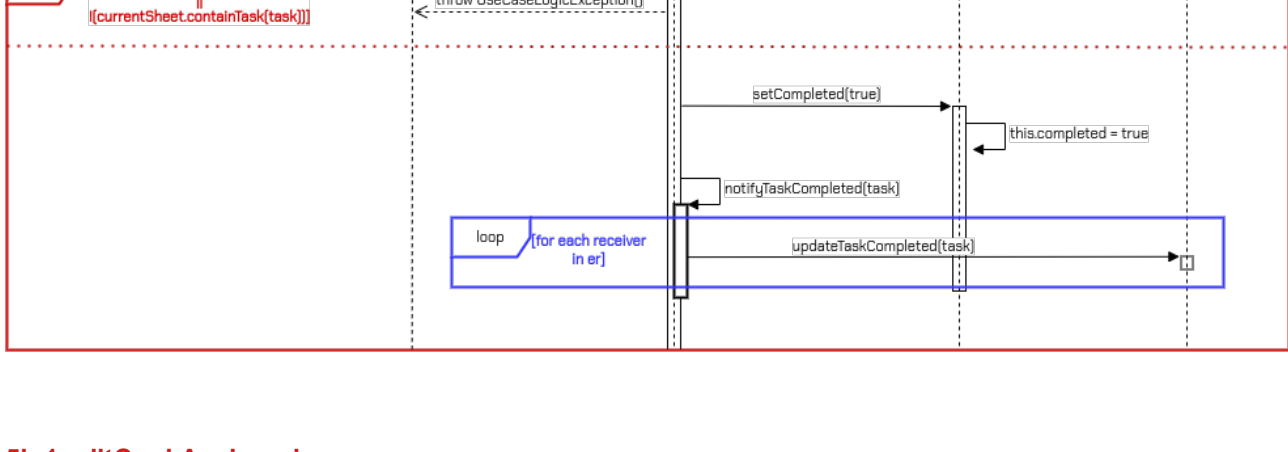 throw UseCaseLogicException()
||
!(currentSheet.containTask(task))]
setCompleted(true)
this.completed = true
notifyTaskCompleted(task)
loop
[for each receiver
in er]
updateTaskCompleted(task)